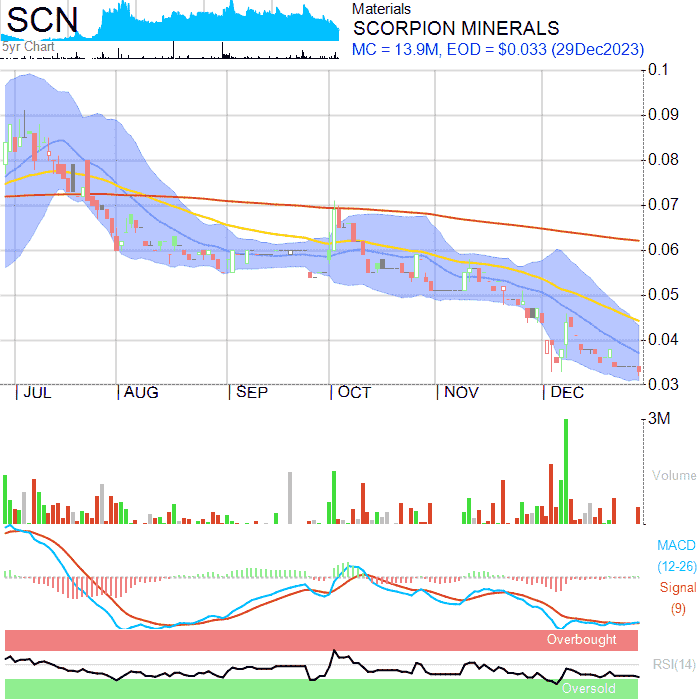 SCN
5yr Chart
Materials
SCORPION MINERALS
MC = 13.9M, EOD = $0.033 (29Dec2023)
0.1
0.09
0.08
0.07
0.06
0.05
0.04
0.03
JUL AUG SEP OCT NOV DEC
3M
Volume
MACD
(12-26)
Signal
(9)
Overbought
RSI(14)
Oversold